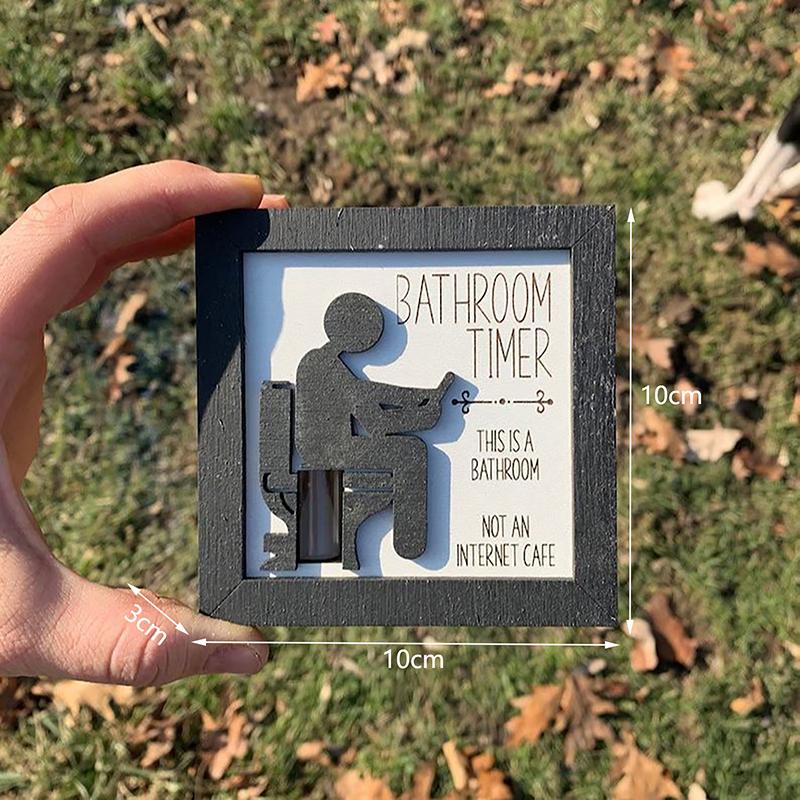 BATHROOM
TIMER
THIS IS A
BATHROOM
NOT AN
INTERNET CAFE
10cm
3cm
10cm